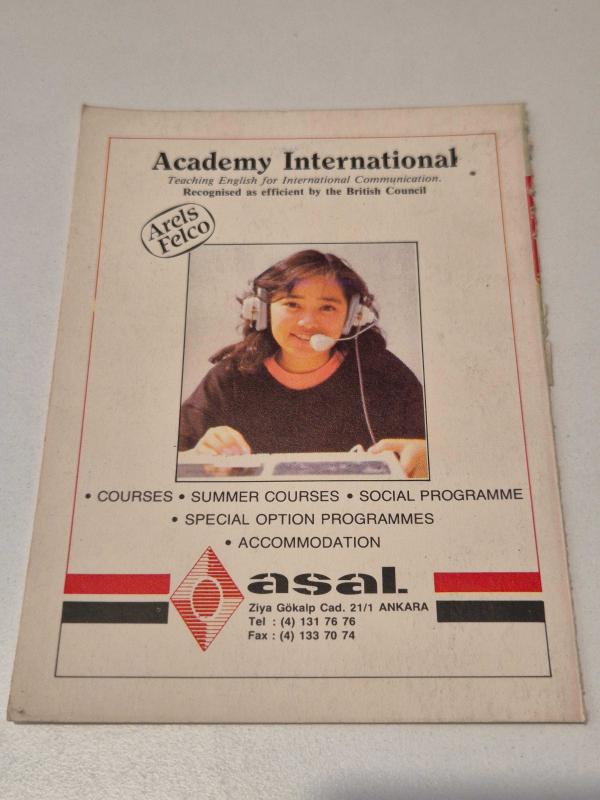 Academy International
Teaching English for International Communication.
Recognised as efficient by the British Council
Arels
Felco
• COURSES • SUMMER COURSES • SOCIAL PROGRAMME
• SPECIAL OPTION PROGRAMMES
• ACCOMMODATION
asal.
Ziya Gökalp Cad. 21/1 ANKARA
Tel : (4) 131 76 76
Fax : (4) 133 70 74